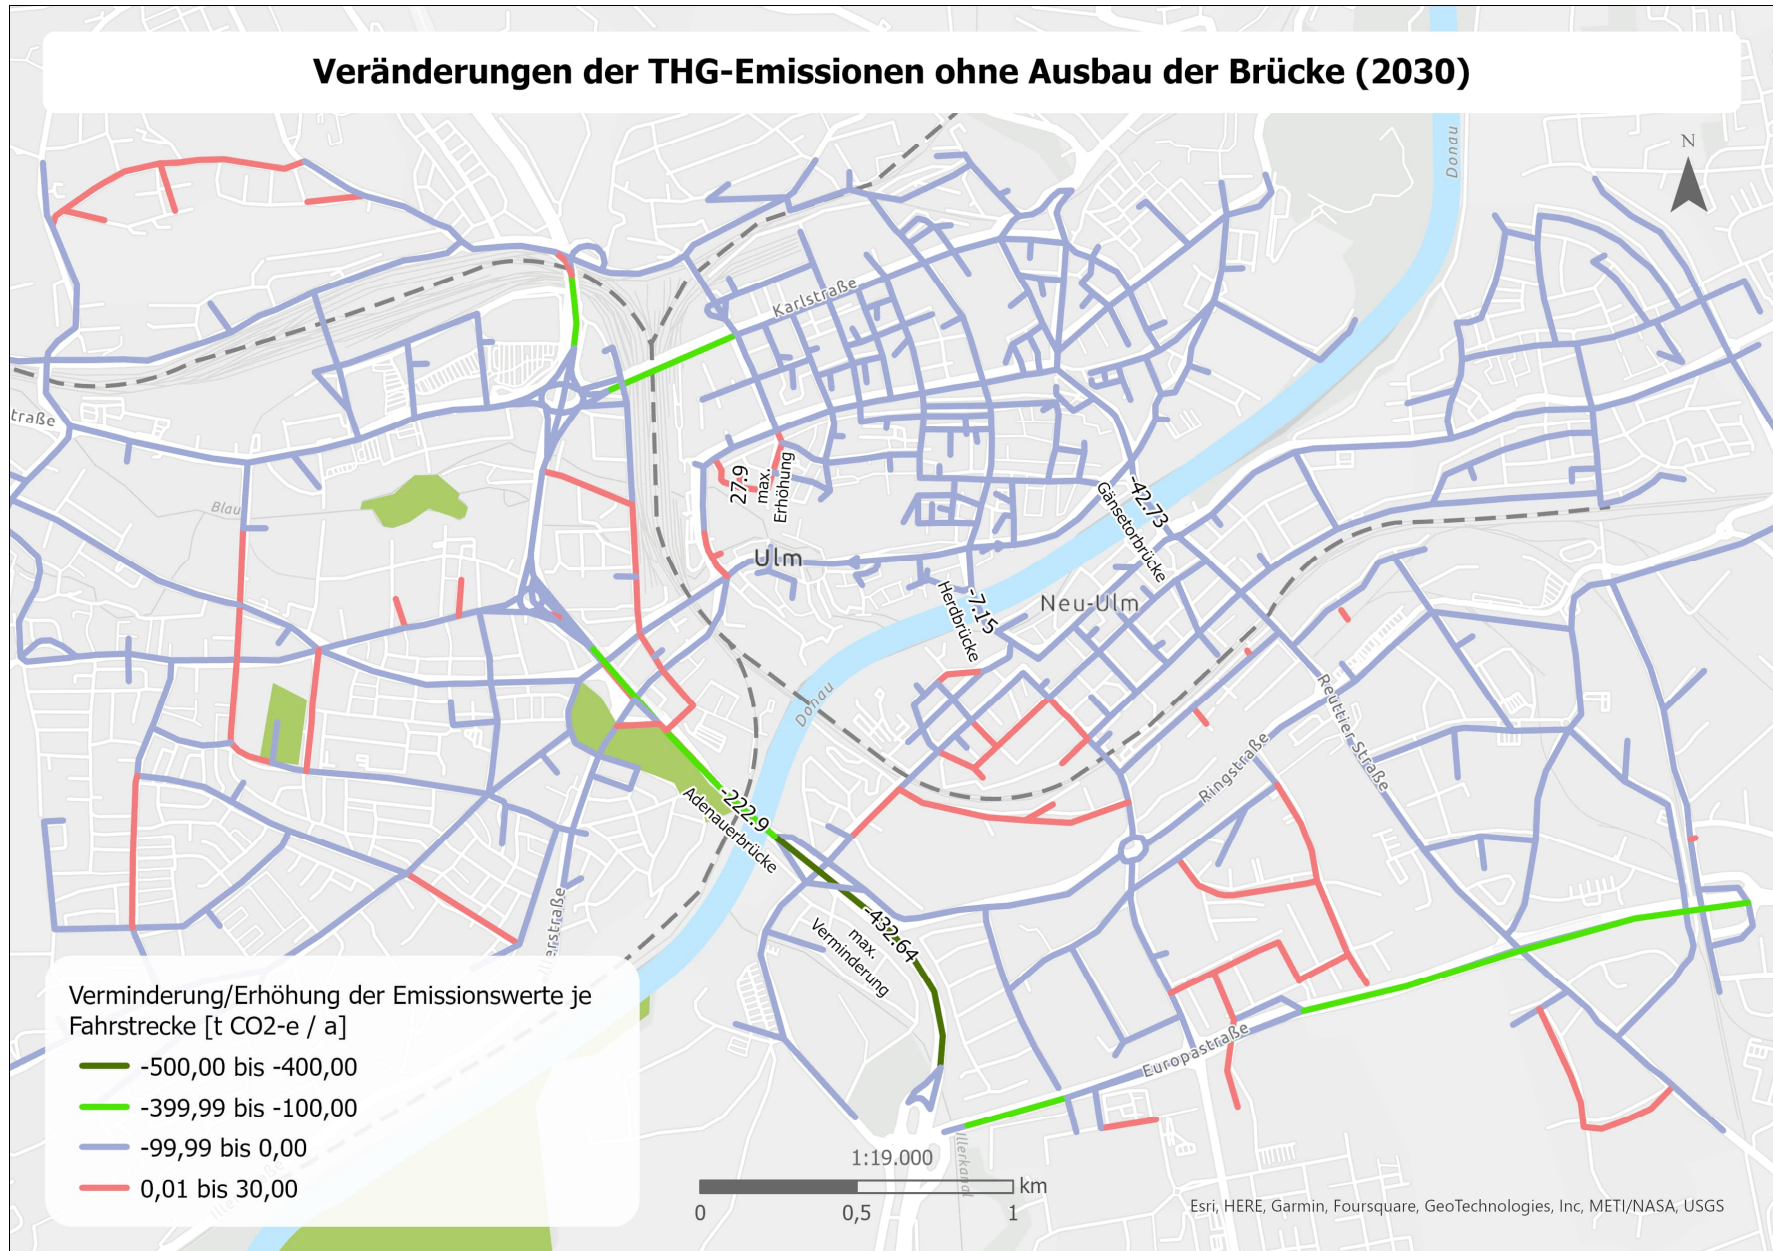 Veränderungen der THG-Emissionen ohne Ausbau der Brücke (2030)
Donau
N
Karlstraße
traße
Blau
27.9
max.
Erhöhung
Ulm
-42.73
Gänsetorbrücke
-7.15
Herdbrücke
Neu-Ulm
Donau
Reuttier Straße
Ringstraße
-222.9
Adenauerbrücke
-432.64
max.
Verminderung
llerstraße
Europastraße
Illerkanal
Verminderung/Erhöhung der Emissionswerte je
Fahrstrecke [t CO2-e / a]
-500,00 bis -400,00
-399,99 bis -100,00
-99,99 bis 0,00
0,01 bis 30,00
1:19.000
km
0 0,5 1
Esri, HERE, Garmin, Foursquare, GeoTechnologies, Inc, METI/NASA, USGS